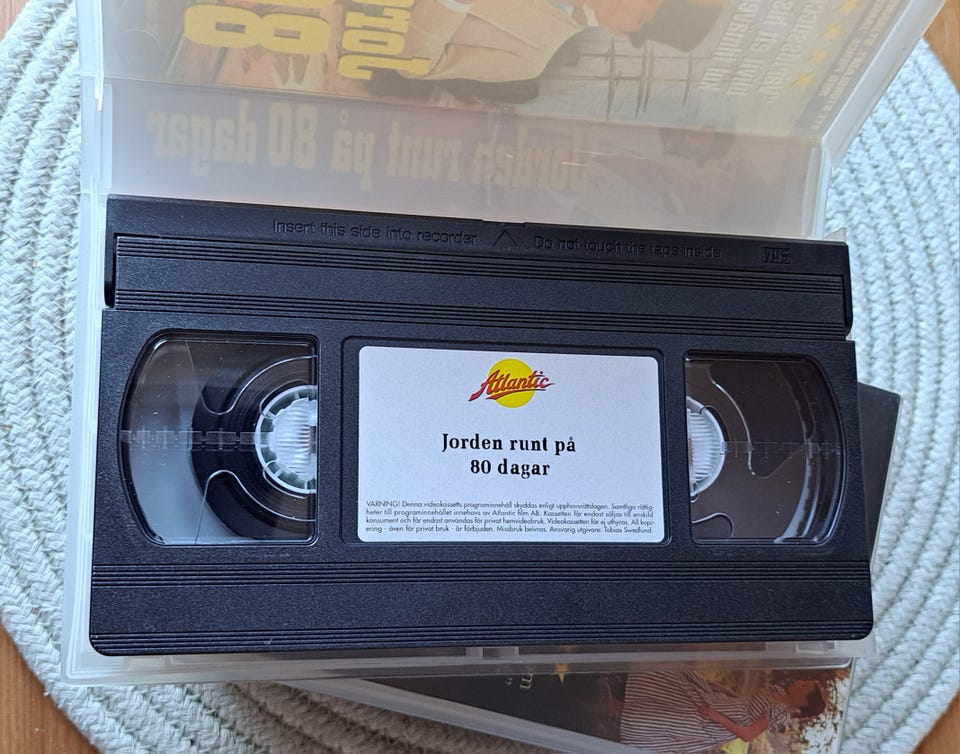 Jorden runt på 80 dagar
Insert this side into recorder Do not touch the tape inside VHS
Atlantic
Jorden runt på
80 dagar
VARNING! Denna videokassetts programinnehåll skyddas enligt upphovsrättslagen. Samtliga rättig-
heter till programinnehållet innehavs av Atlantic film AB. Kassetten får endast säljas till enskild
konsument och får endast användas för privat hemvideobruk. Videokassetten får ej uthyras. All kopi-
ering - även för privat bruk - är förbjuden. Missbruk beivras. Ansvarig utgivare: Tobias Swedlund.